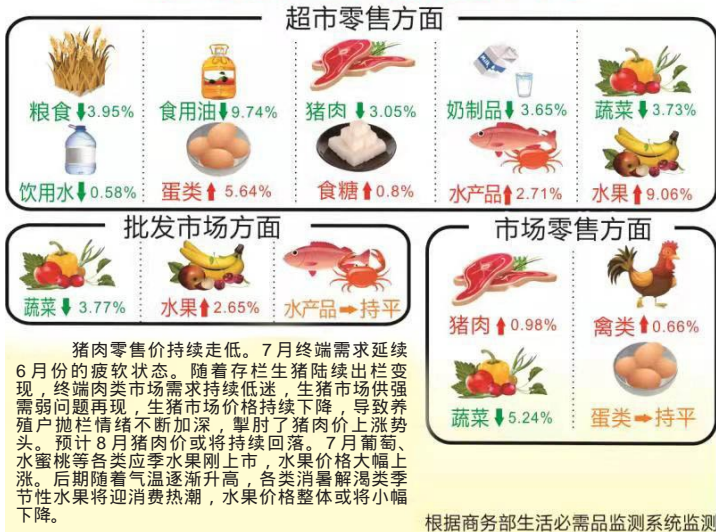 超市零售方面
粮食⬇3.95% 食用油⬇9.74% 猪肉⬇3.05% 奶制品⬇3.65% 蔬菜⬇3.73%
饮用水⬇0.58% 蛋类⬆5.64% 食糖⬆0.8% 水产品⬆2.71% 水果⬆9.06%
批发市场方面
蔬菜⬇3.77% 水果⬆2.65% 水产品➡持平
市场零售方面
猪肉⬆0.98% 禽类⬆0.66%
蔬菜⬇5.24% 蛋类➡持平
猪肉零售价持续走低。7月终端需求延续
6月份的疲软状态。随着存栏生猪陆续出栏变
现，终端肉类市场需求持续低迷，生猪市场供强
需弱问题再现，生猪市场价格持续下降，导致养
殖户抛栏情绪不断加深，掣肘了猪肉价上涨势
头。预计8月猪肉价或将持续回落。7月葡萄、
水蜜桃等各类应季水果刚上市，水果价格大幅上
涨。后期随着气温逐渐升高，各类消暑解渴类季
节性水果将迎消费热潮，水果价格整体或将小幅
下降。
根据商务部生活必需品监测系统监测